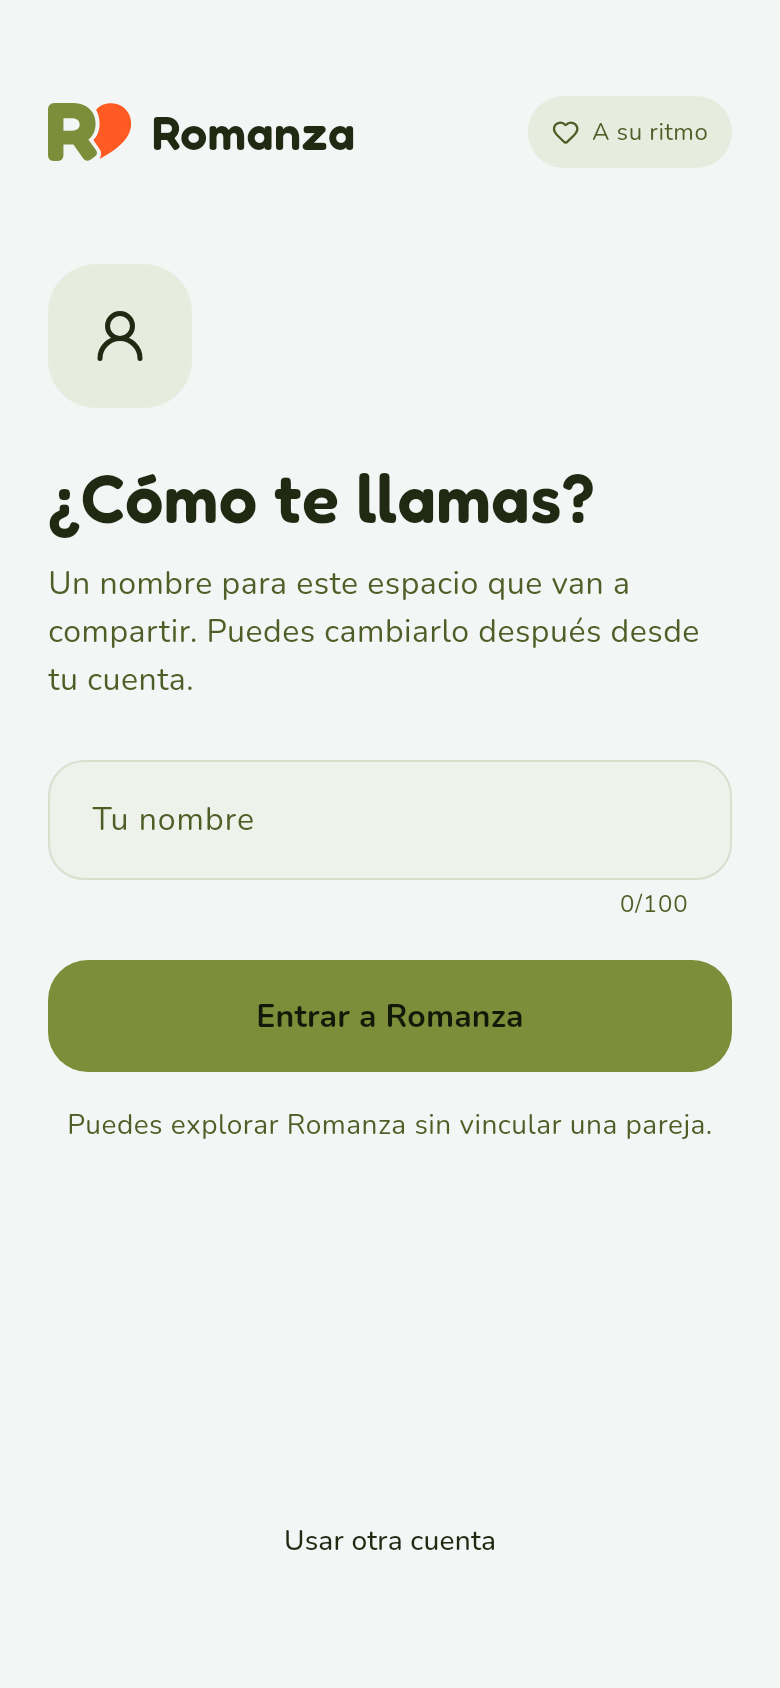 Romanza
A su ritmo
¿Cómo te llamas?
Un nombre para este espacio que van a
compartir. Puedes cambiarlo después desde
tu cuenta.
Tu nombre
0/100
Entrar a Romanza
Puedes explorar Romanza sin vincular una pareja.
Usar otra cuenta